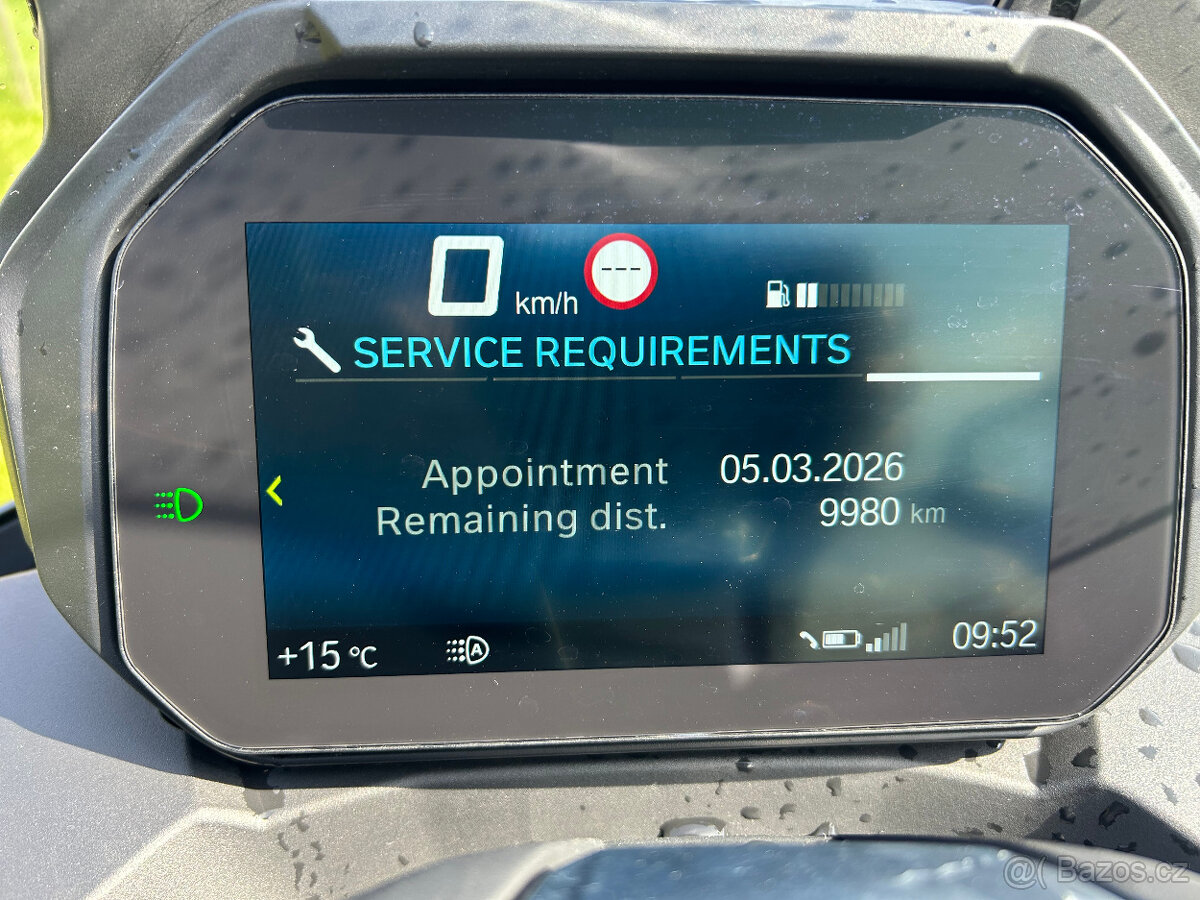 0 km/h ---
SERVICE REQUIREMENTS
Appointment 05.03.2026
Remaining dist. 9980 km
+15 °C A 09:52
@( Bazos.cz